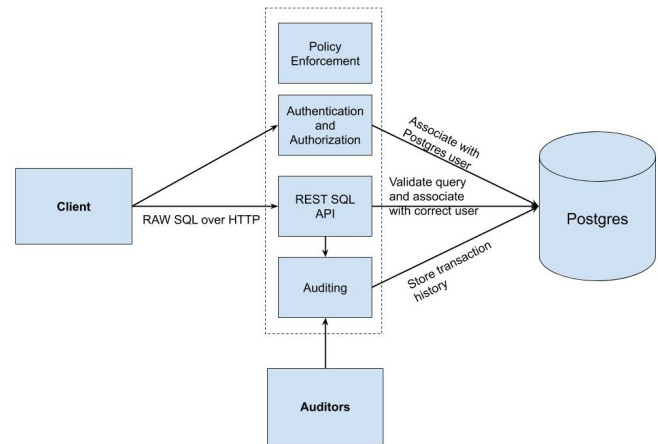 Policy
Enforcement
Authentication
and
Authorization
Associate with
Postgres user
Client
RAW SQL over HTTP
REST SQL
API
Validate query
and associate
with correct user
Postgres
Auditing
Store transaction
history
Auditors